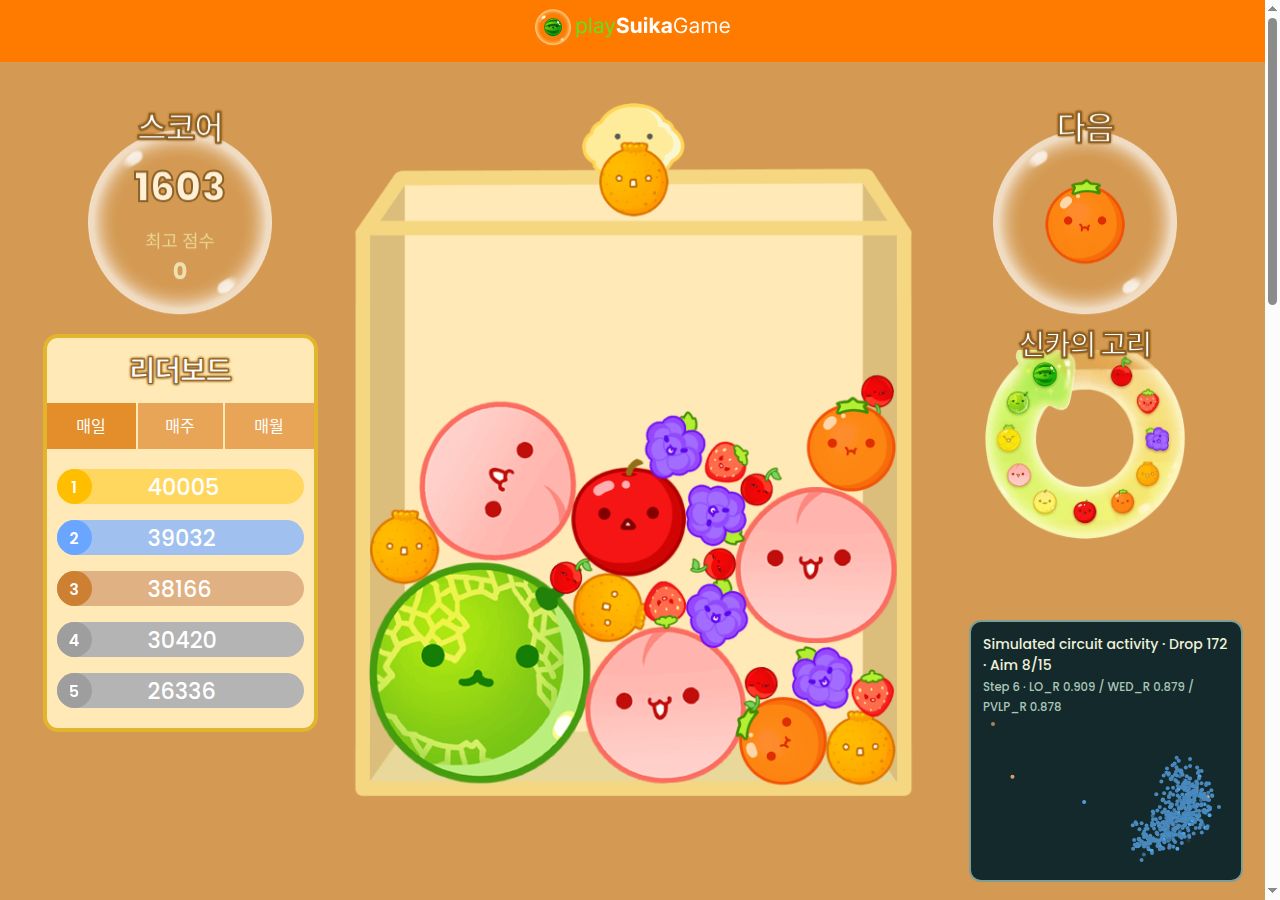 playSuikaGame
스코어
1603
최고 점수
0
다음
신카의 고리
리더보드
매일 매주 매월
1 40005
2 39032
3 38166
4 30420
5 26336
Simulated circuit activity · Drop 172
· Aim 8/15
Step 6 · LO_R 0.909 / WED_R 0.879 /
PVLP_R 0.878